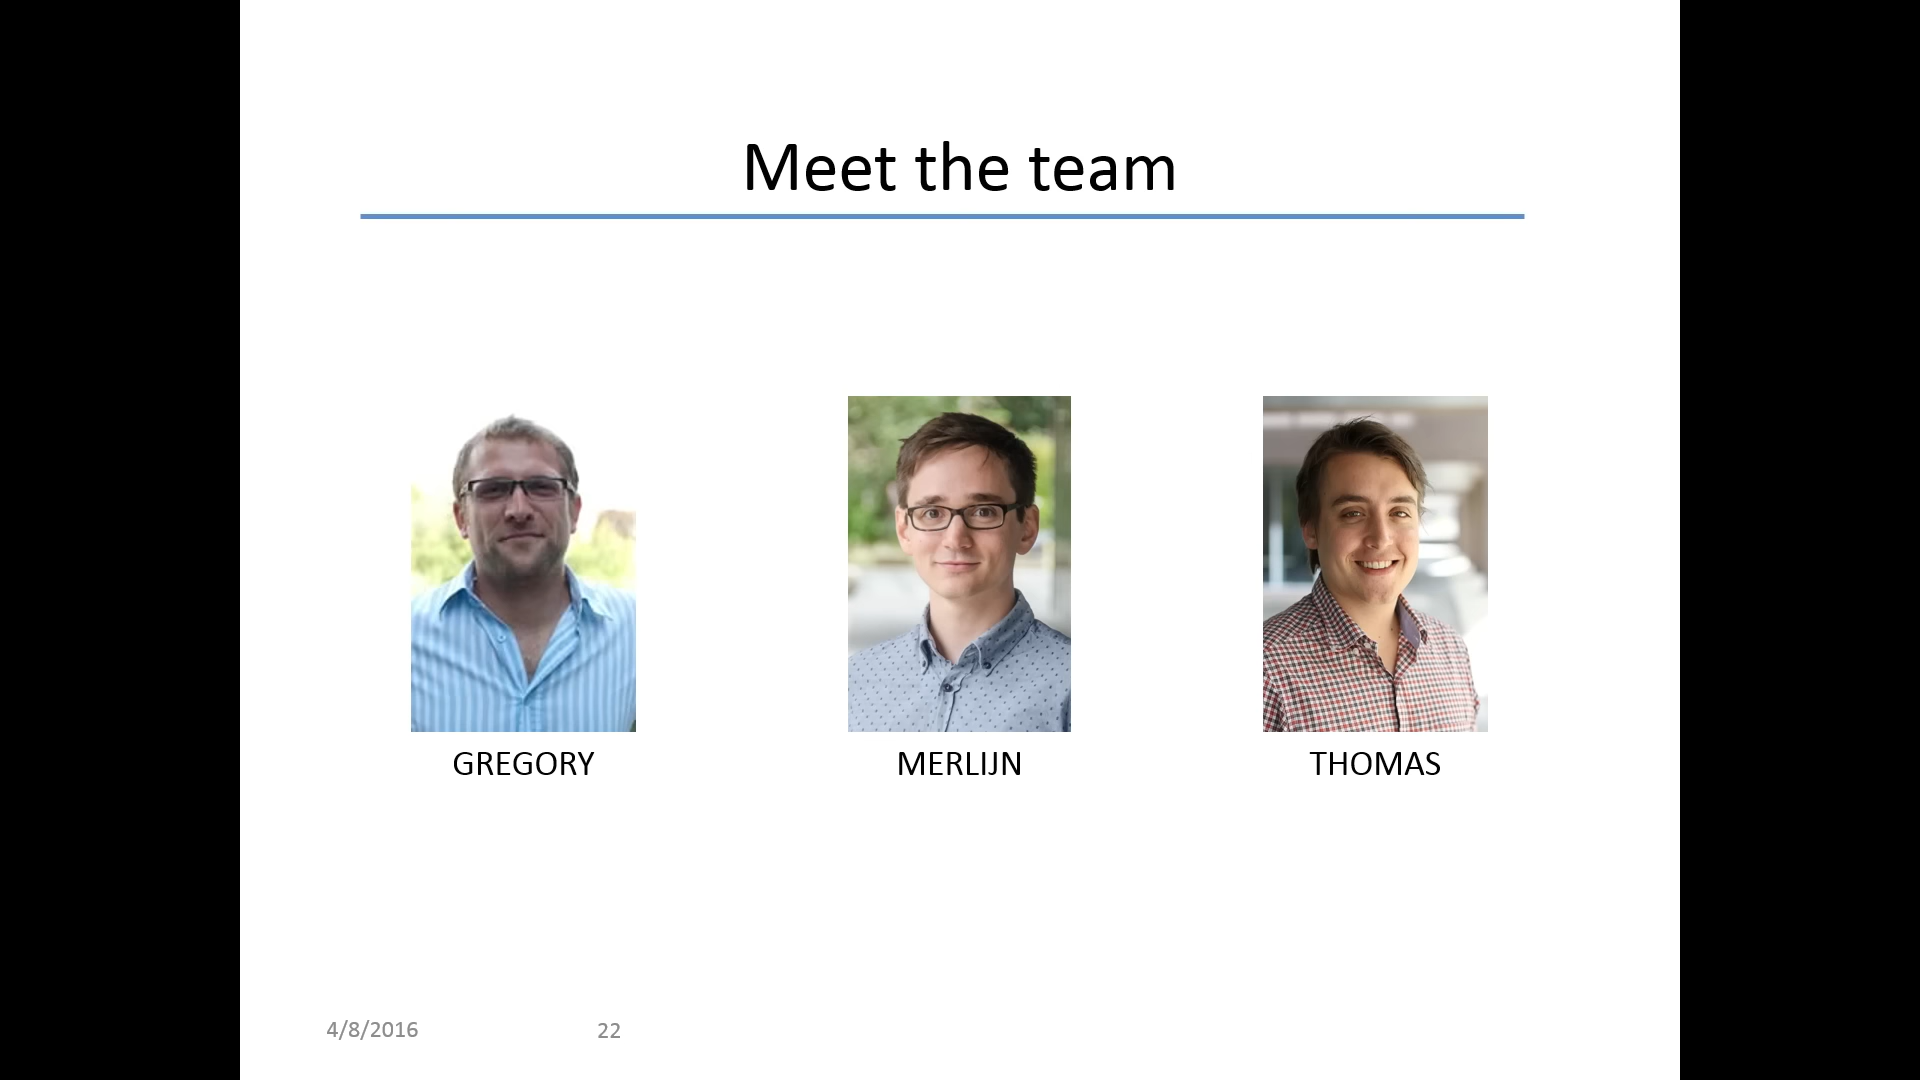 Meet the team
GREGORY
MERLIJN
THOMAS
4/8/2016
22